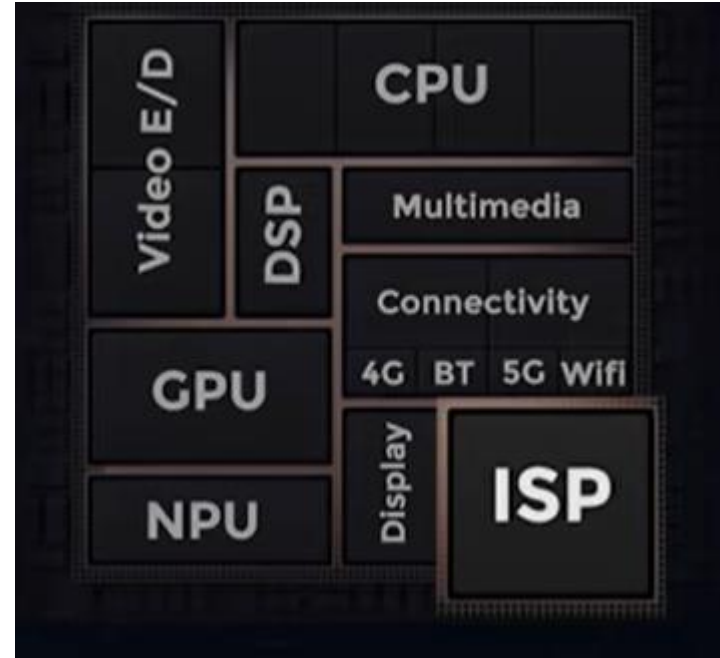 Video E/D
CPU
DSP
Multimedia
Connectivity
4G BT 5G Wifi
GPU
Display
ISP
NPU